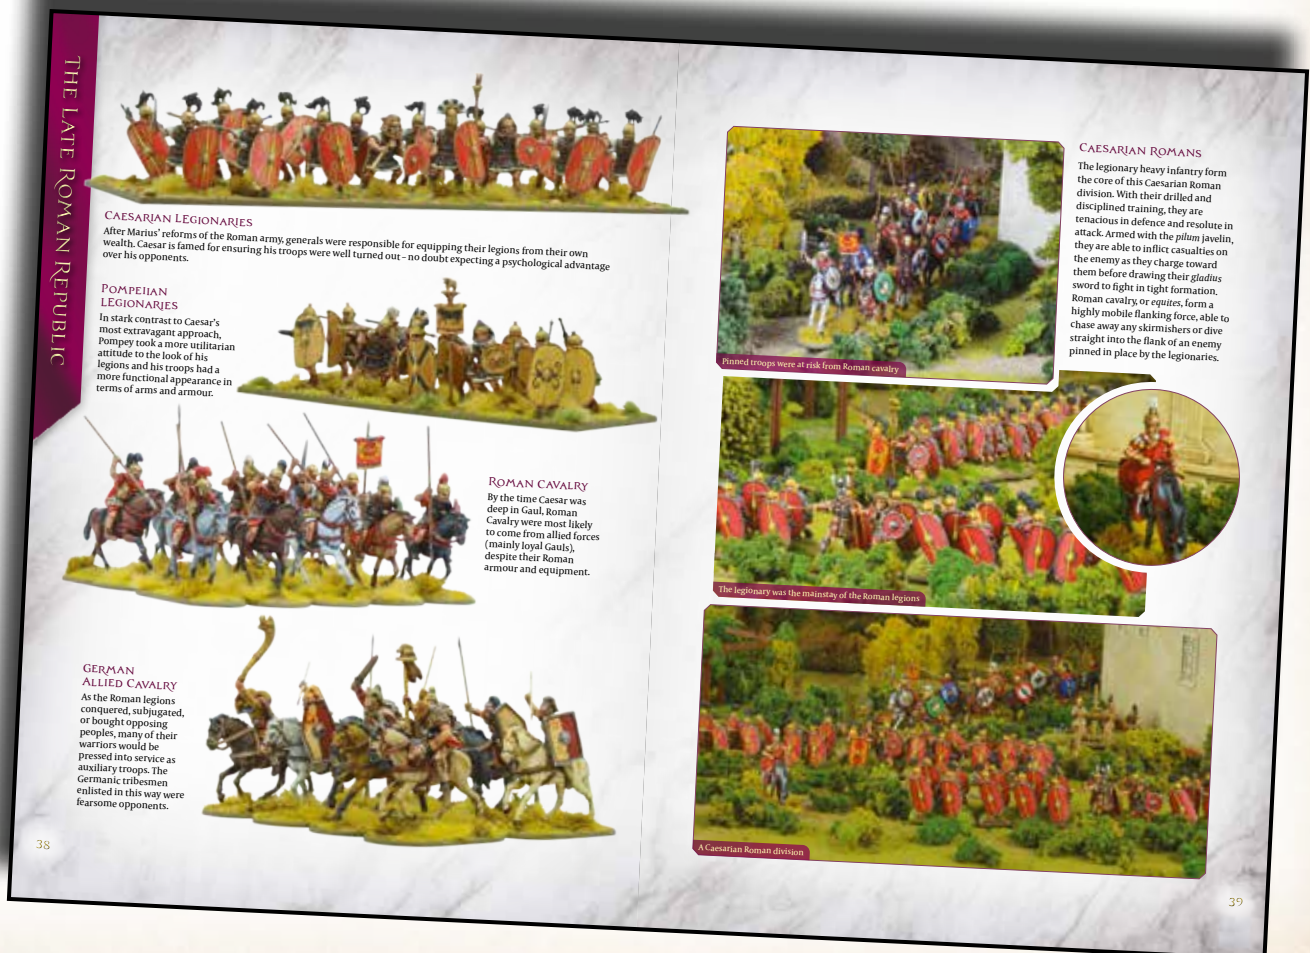 THE LATE ROMAN REPUBLIC
CAESARIAN LEGIONARIES
After Marius' reforms of the Roman army, generals were responsible for equipping their legions from their own
wealth. Caesar is famed for ensuring his troops were well turned out – no doubt expecting a psychological advantage
over his opponents.
POMPEIIAN
LEGIONARIES
In stark contrast to Caesar's
most extravagant approach,
Pompey took a more utilitarian
attitude to the look of his
legions and his troops had a
more functional appearance in
terms of arms and armour.
ROMAN CAVALRY
By the time Caesar was
deep in Gaul, Roman
Cavalry were most likely
to come from allied forces
(mainly loyal Gauls),
despite their Roman
armour and equipment.
GERMAN
ALLIED CAVALRY
As the Roman legions
conquered, subjugated,
or bought opposing
peoples, many of their
warriors would be
pressed into service as
auxiliary troops. The
Germanic tribesmen
enlisted in this way were
fearsome opponents.
38
Pinned troops were at risk from Roman cavalry
CAESARIAN ROMANS
The legionary heavy infantry form
the core of this Caesarian Roman
division. With their drilled and
disciplined training, they are
tenacious in defence and resolute in
attack. Armed with the pilum javelin,
they are able to inflict casualties on
the enemy as they charge toward
them before drawing their gladius
sword to fight in tight formation.
Roman cavalry, or equites, form a
highly mobile flanking force, able to
chase away any skirmishers or dive
straight into the flank of an enemy
pinned in place by the legionaries.
The legionary was the mainstay of the Roman legions
A Caesarian Roman division
39